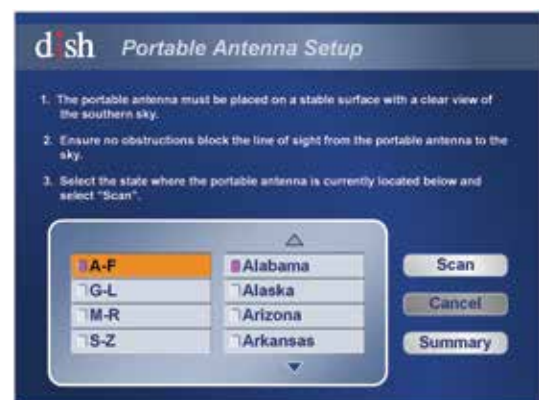 dish Portable Antenna Setup
1. The portable antenna must be placed on a stable surface with a clear view of
the southern sky.
2. Ensure no obstructions block the line of sight from the portable antenna to the
sky.
3. Select the state where the portable antenna is currently located below and
select "Scan".
A-F
G-L
M-R
S-Z
Alabama
Alaska
Arizona
Arkansas
Scan
Cancel
Summary